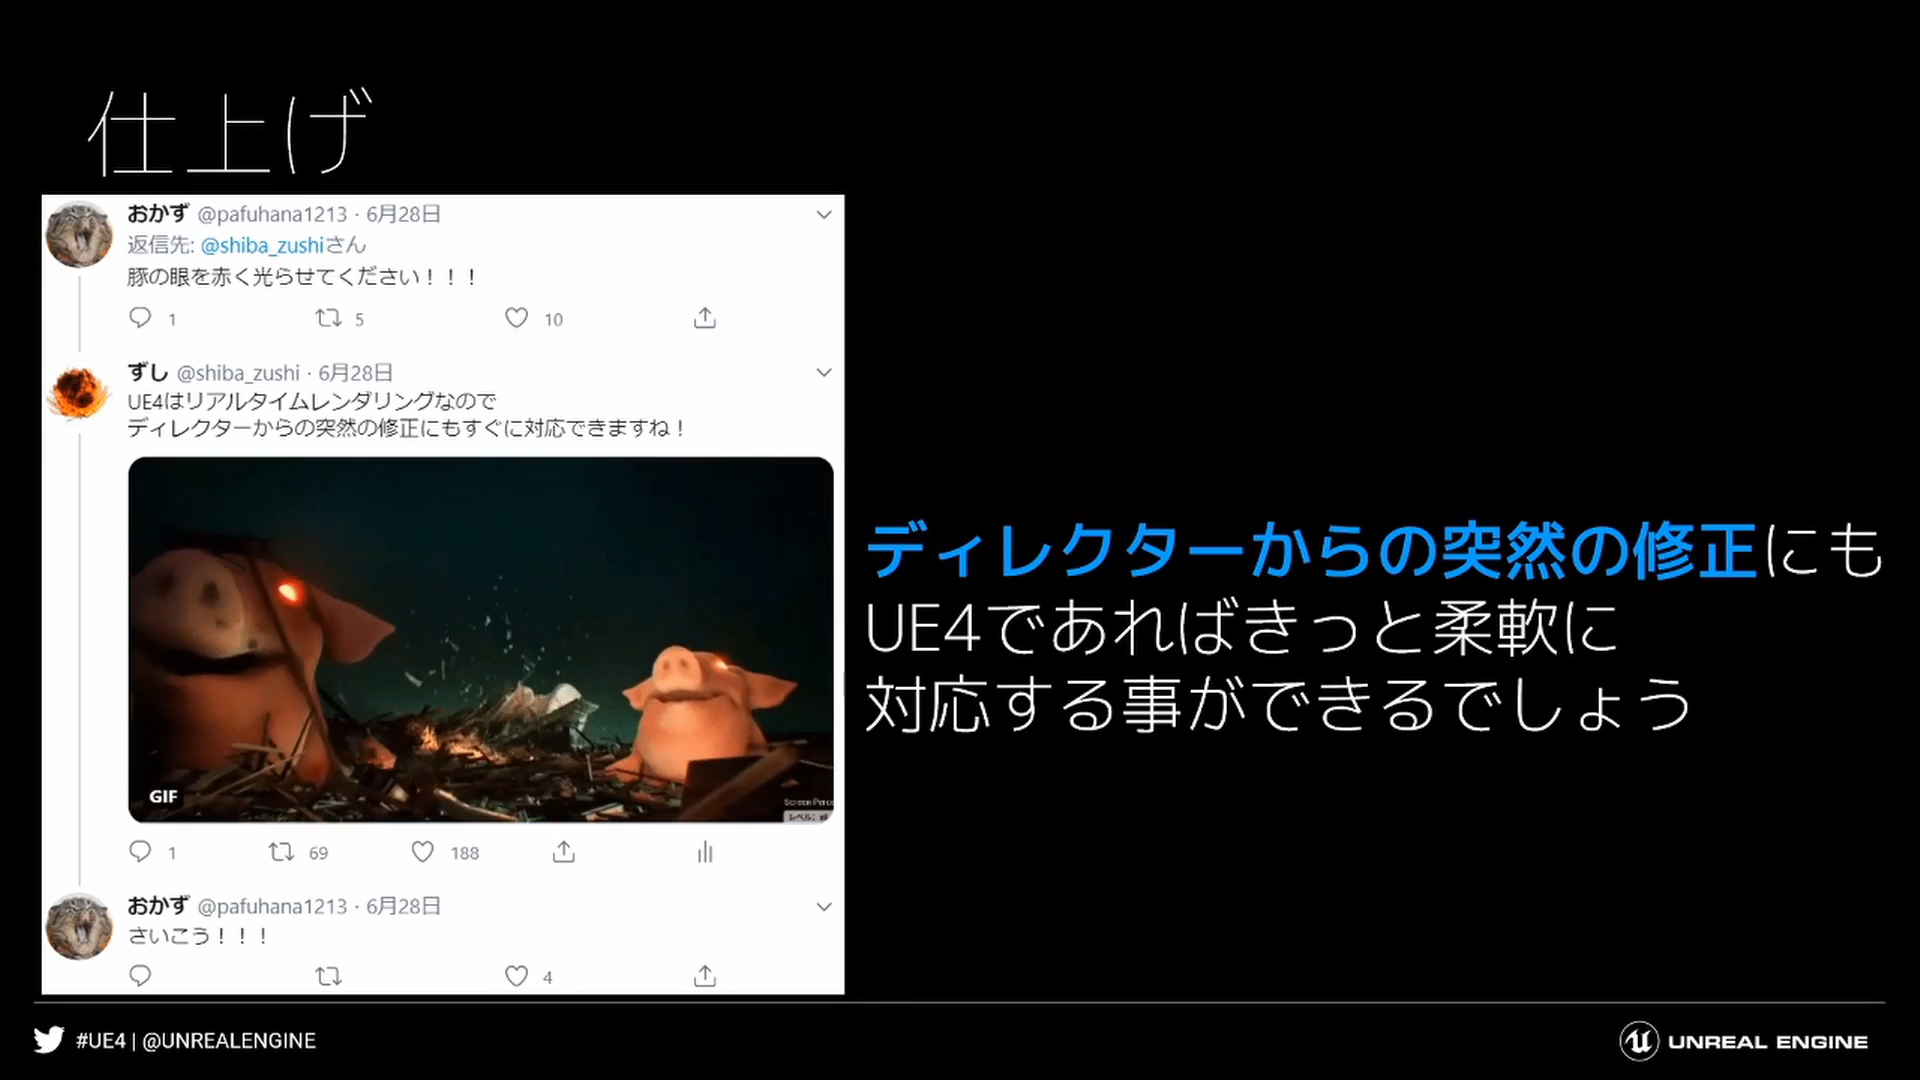 仕上げ
おかず @pafuhana1213 · 6月28日
返信先: @shiba_zushiさん
豚の眼を赤く光らせてください！！！
1 5 10
ずし @shiba_zushi · 6月28日
UE4はリアルタイムレンダリングなので
ディレクターからの突然の修正にもすぐに対応できますね！
GIF
Screen Perce
レベル:
1 69 188
おかず @pafuhana1213 · 6月28日
さいこう！！！
4
ディレクターからの突然の修正にも
UE4であればきっと柔軟に
対応する事ができるでしょう
#UE4 | @UNREALENGINE
UNREAL ENGINE